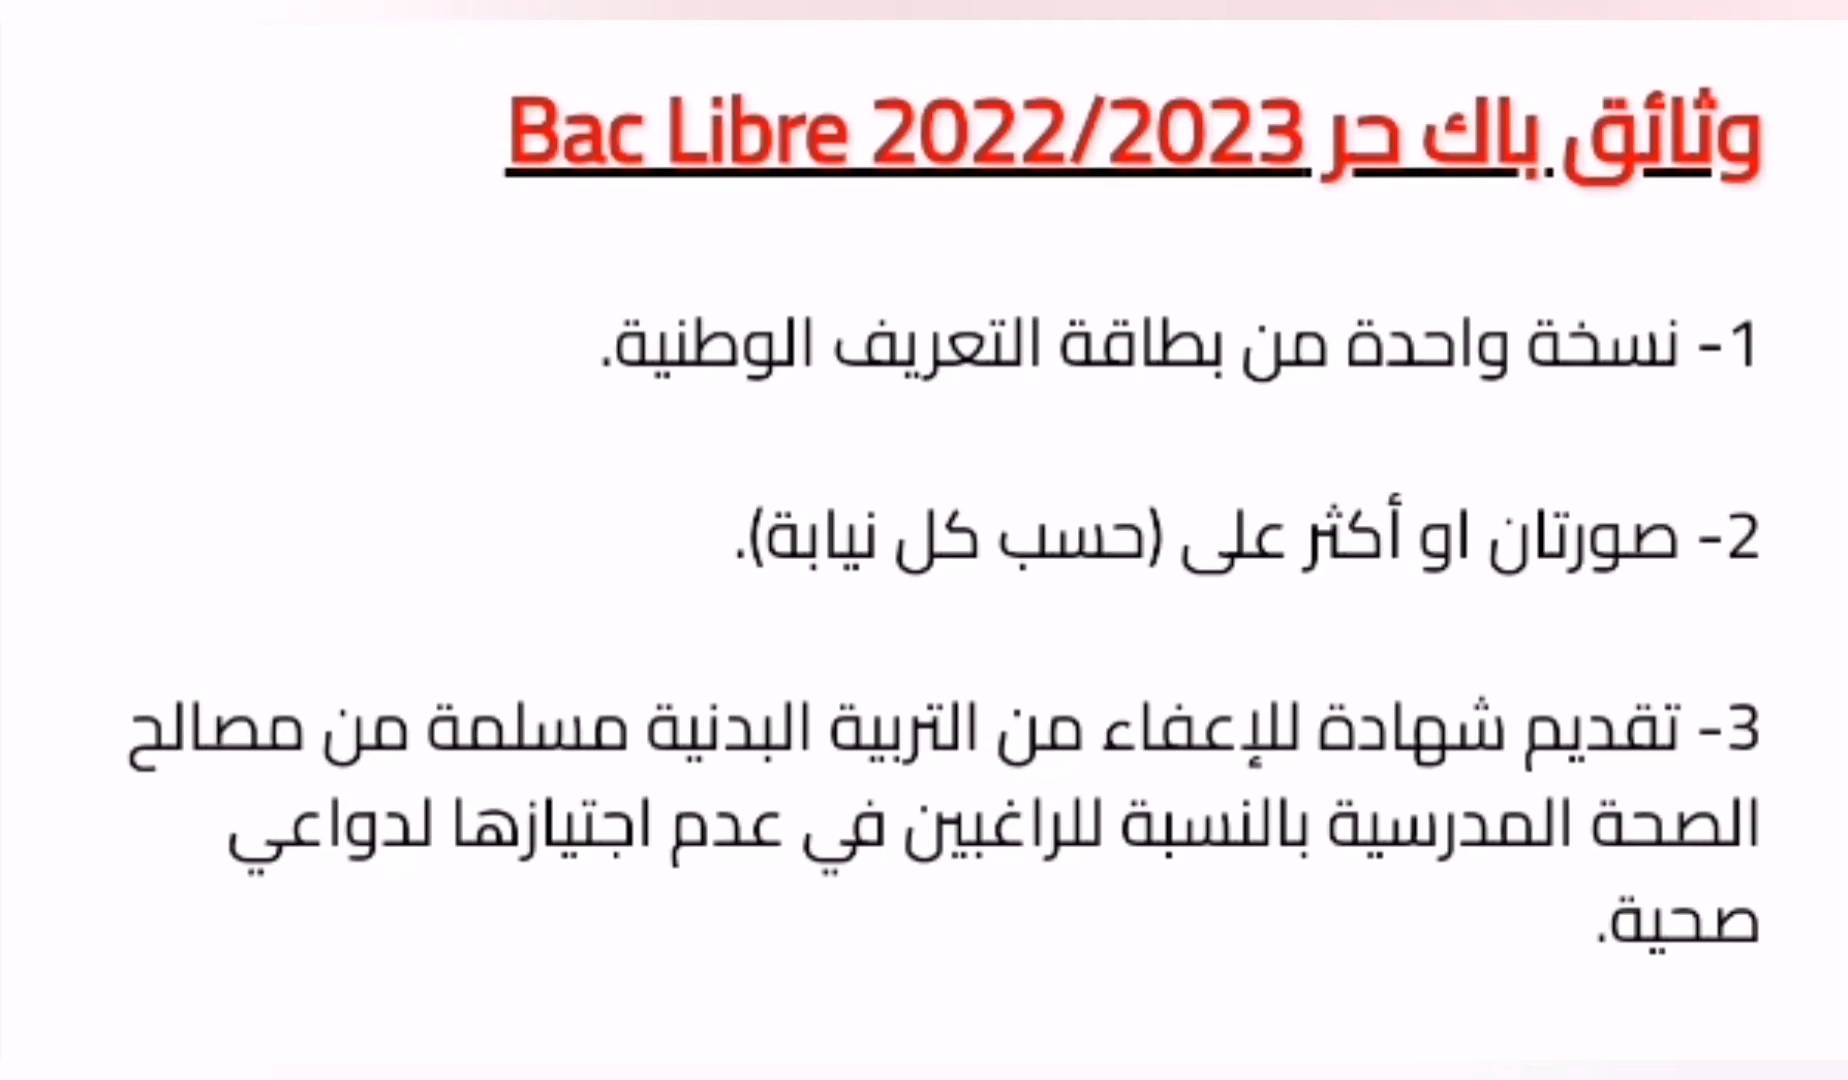 وثائق باك حر Bac Libre 2022/2023
1- نسخة واحدة من بطاقة التعريف الوطنية.
2- صورتان او أكثر على (حسب كل نيابة).
3- تقديم شهادة للإعفاء من التربية البدنية مسلمة من مصالح
الصحة المدرسية بالنسبة للراغبين في عدم اجتيازها لدواعي
صحية.